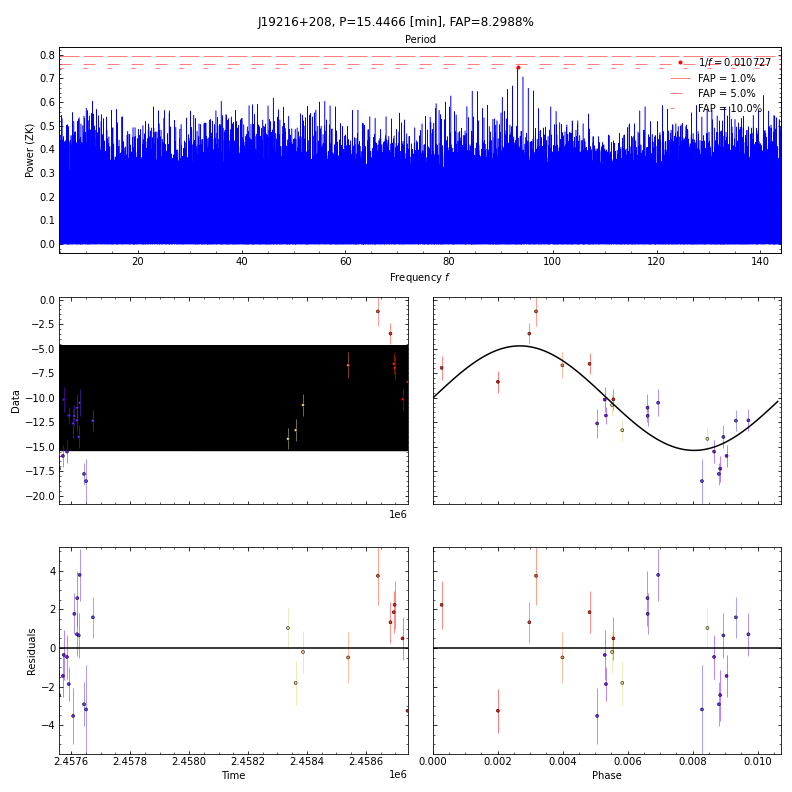 J19216+208, P=15.4466 [min], FAP=8.2988%
Period
0.8
0.7
0.6
0.5
0.4
0.3
0.2
0.1
0.0
Power (ZK)
1/f = 0.010727
FAP = 1.0%
FAP = 5.0%
FAP = 10.0%
20 40 60 80 100 120 140
Frequency f
0.0
−2.5
−5.0
−7.5
−10.0
−12.5
−15.0
−17.5
−20.0
Data
1e6
4
2
0
−2
−4
Residuals
2.4576 2.4578 2.4580 2.4582 2.4584 2.4586
Time
1e6
0.000 0.002 0.004 0.006 0.008 0.010
Phase